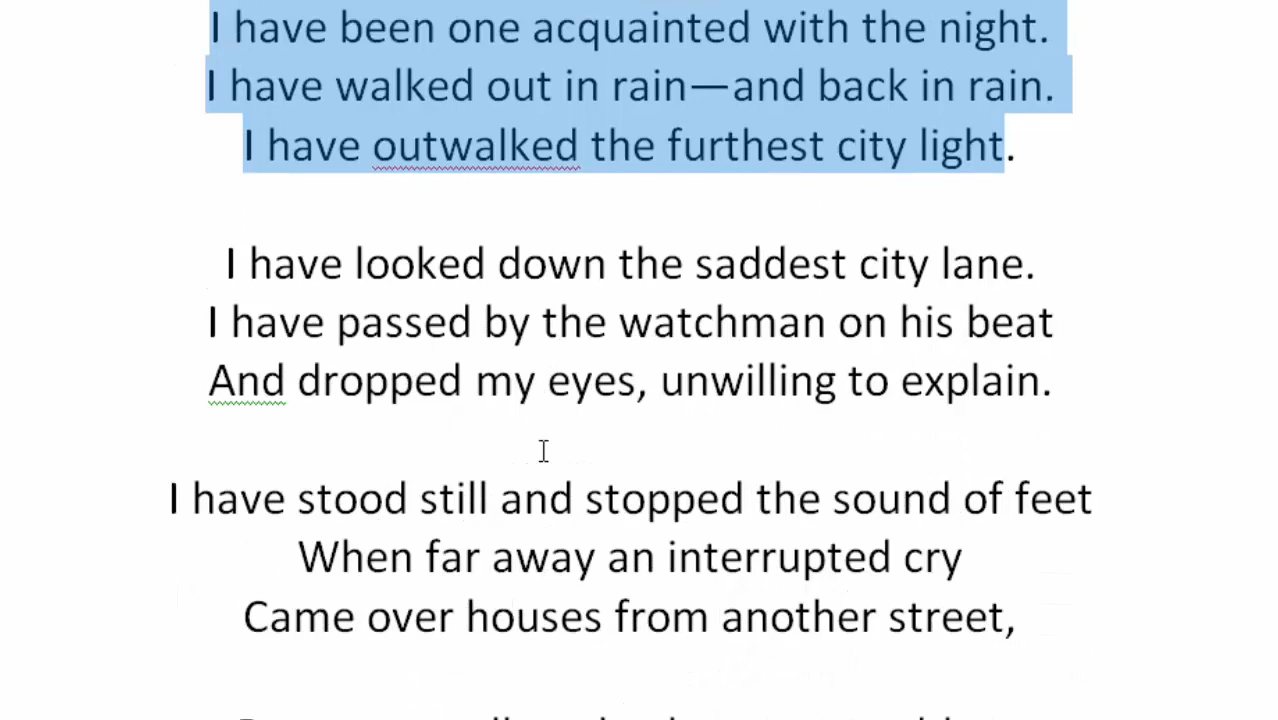 I have been one acquainted with the night.
I have walked out in rain—and back in rain.
I have outwalked the furthest city light.
I have looked down the saddest city lane.
I have passed by the watchman on his beat
And dropped my eyes, unwilling to explain.
I have stood still and stopped the sound of feet
When far away an interrupted cry
Came over houses from another street,